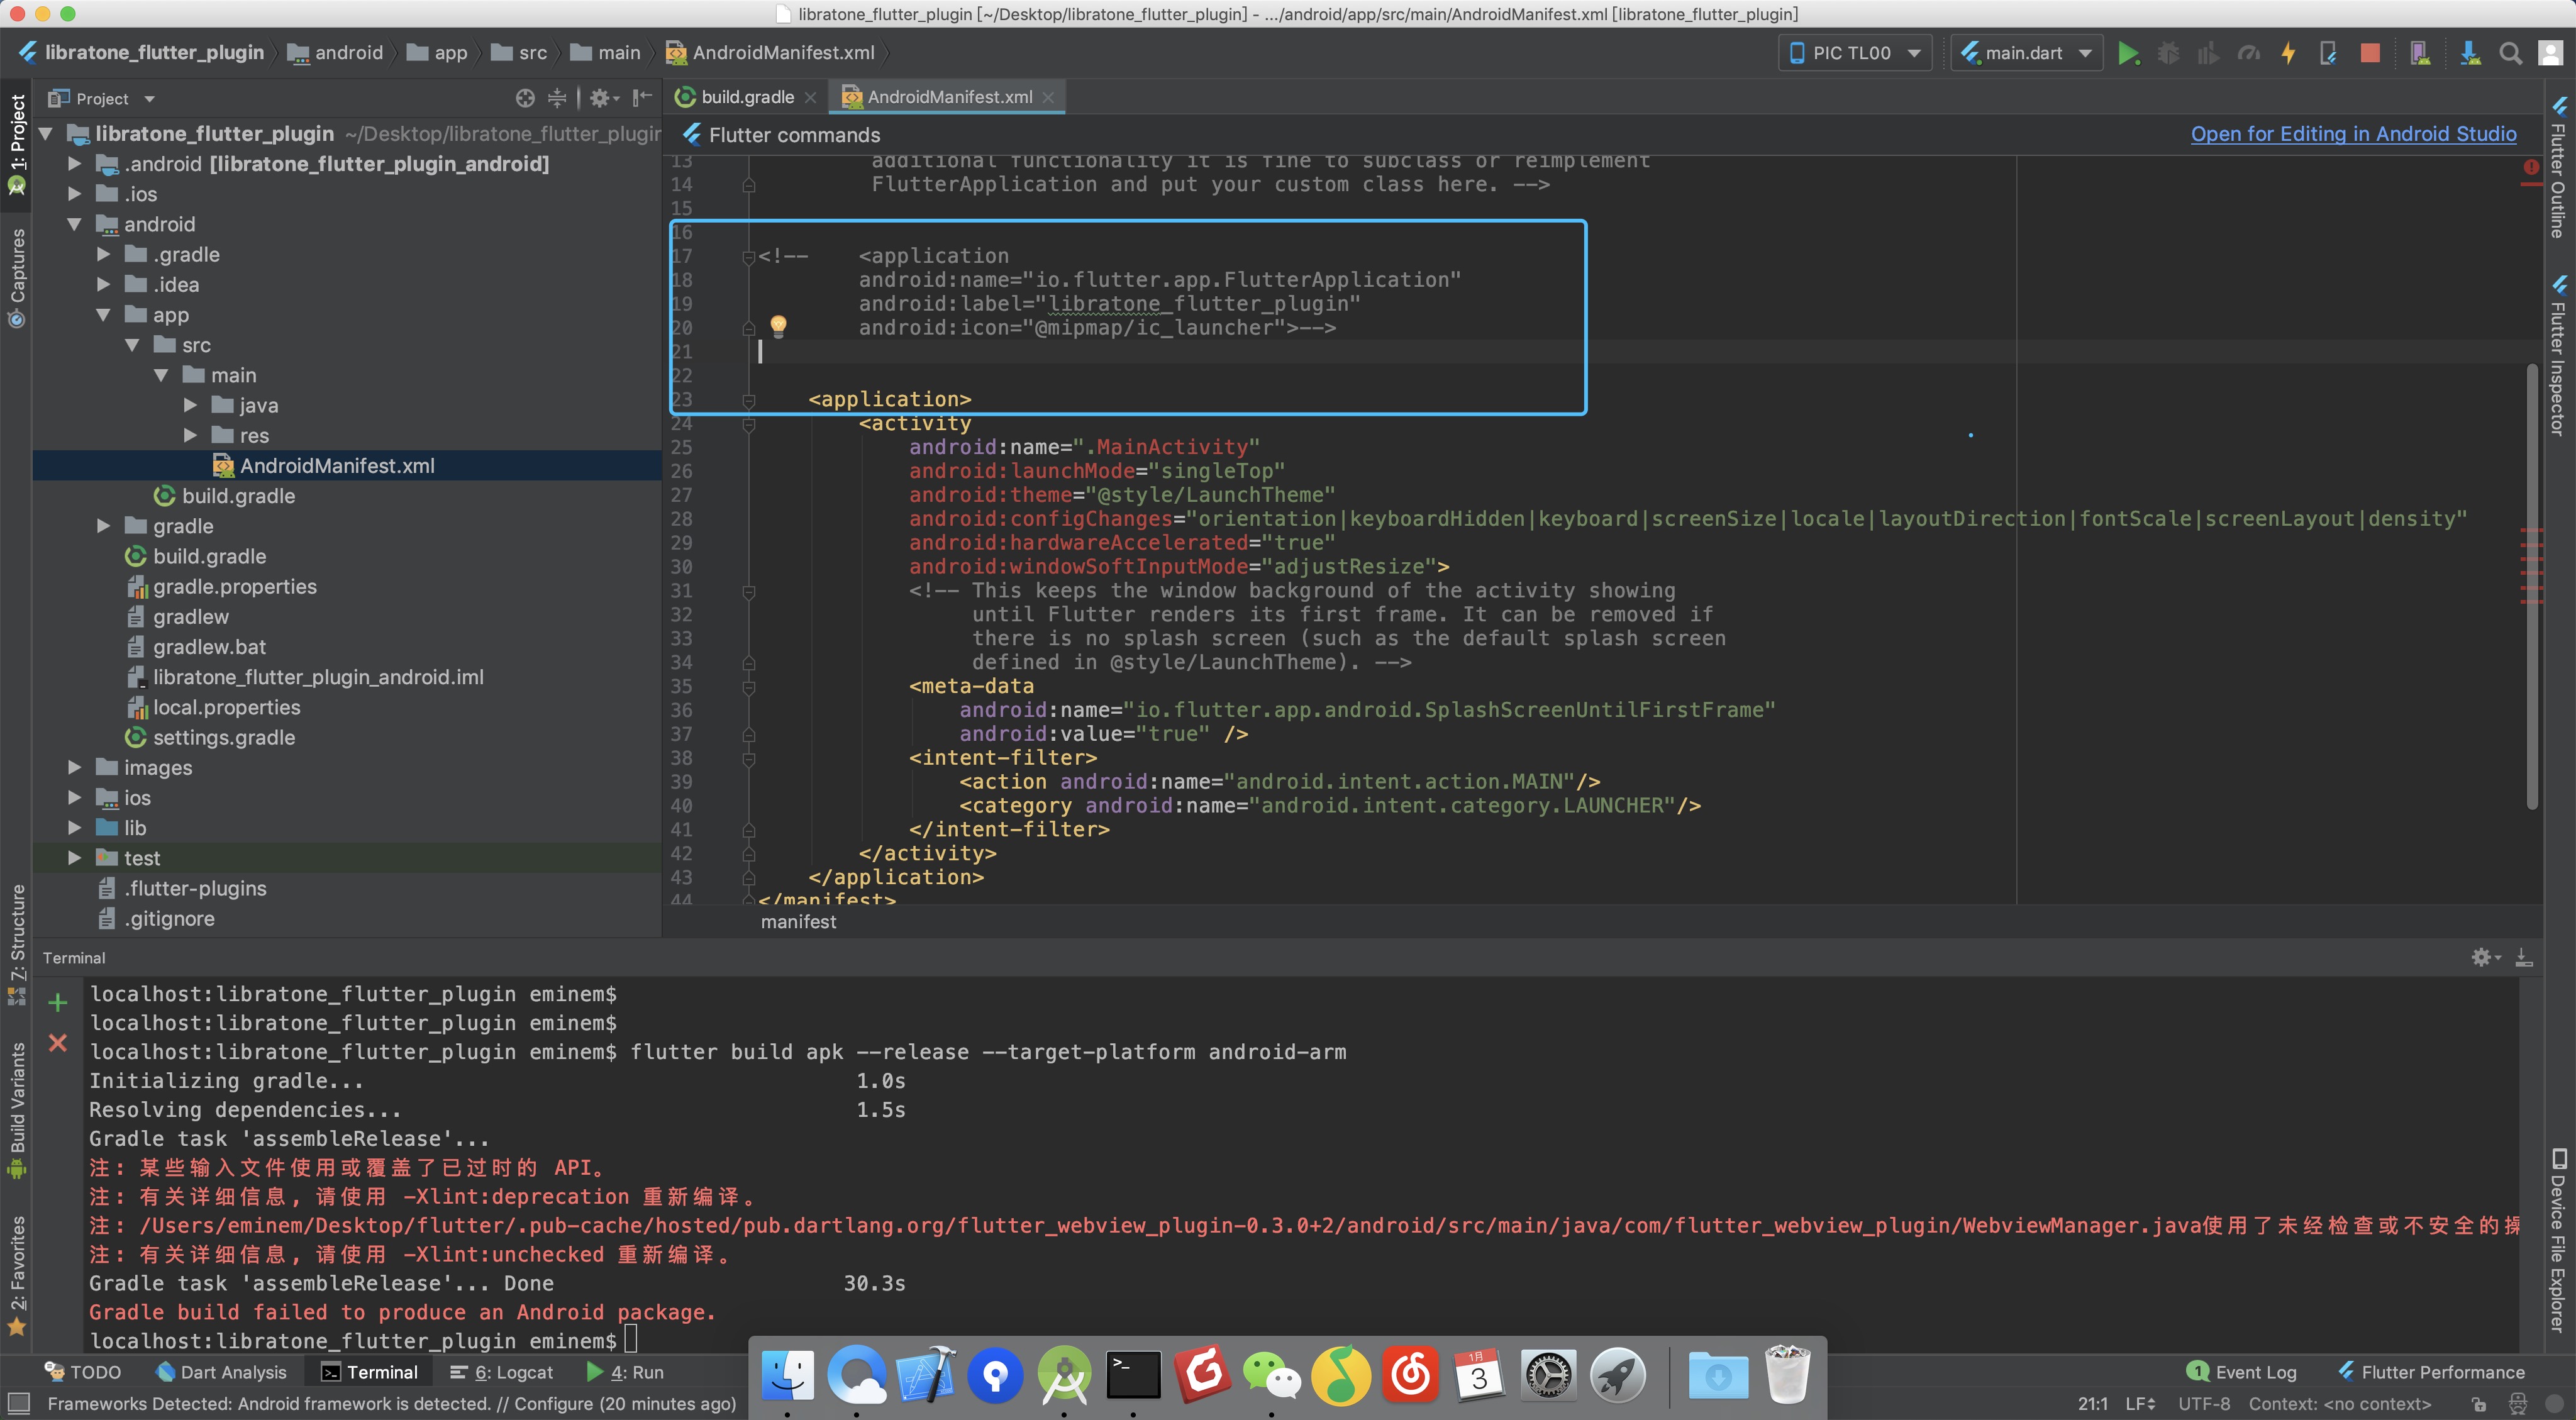 libratone_flutter_plugin [~/Desktop/libratone_flutter_plugin] - .../android/app/src/main/AndroidManifest.xml [libratone_flutter_plugin]
libratone_flutter_plugin android app src main AndroidManifest.xml PIC TL00 main.dart
Project
build.gradle
AndroidManifest.xml
Flutter commands
Open for Editing in Android Studio
1: Project
Captures
7: Structure
Build Variants
2: Favorites
libratone_flutter_plugin ~/Desktop/libratone_flutter_plugin
.android [libratone_flutter_plugin_android]
.ios
android
.gradle
.idea
app
src
main
java
res
AndroidManifest.xml
build.gradle
gradle
build.gradle
gradle.properties
gradlew
gradlew.bat
libratone_flutter_plugin_android.iml
local.properties
settings.gradle
images
ios
lib
test
.flutter-plugins
.gitignore
13 additional functionality it is fine to subclass or reimplement
14 FlutterApplication and put your custom class here. -->
15
16
17 <!-- <application
18 android:name="io.flutter.app.FlutterApplication"
19 android:label="libratone_flutter_plugin"
20 android:icon="@mipmap/ic_launcher">-->
21
22
23 <application>
24 <activity
25 android:name=".MainActivity"
26 android:launchMode="singleTop"
27 android:theme="@style/LaunchTheme"
28 android:configChanges="orientation|keyboardHidden|keyboard|screenSize|locale|layoutDirection|fontScale|screenLayout|density"
29 android:hardwareAccelerated="true"
30 android:windowSoftInputMode="adjustResize">
31 <!-- This keeps the window background of the activity showing
32 until Flutter renders its first frame. It can be removed if
33 there is no splash screen (such as the default splash screen
34 defined in @style/LaunchTheme). -->
35 <meta-data
36 android:name="io.flutter.app.android.SplashScreenUntilFirstFrame"
37 android:value="true" />
38 <intent-filter>
39 <action android:name="android.intent.action.MAIN"/>
40 <category android:name="android.intent.category.LAUNCHER"/>
41 </intent-filter>
42 </activity>
43 </application>
44 </manifest>
manifest
Flutter Outline
Flutter Inspector
Device File Explorer
Terminal
localhost:libratone_flutter_plugin eminem$
localhost:libratone_flutter_plugin eminem$
localhost:libratone_flutter_plugin eminem$ flutter build apk --release --target-platform android-arm
Initializing gradle... 1.0s
Resolving dependencies... 1.5s
Gradle task 'assembleRelease'...
注: 某些输入文件使用或覆盖了已过时的 API。
注: 有关详细信息, 请使用 -Xlint:deprecation 重新编译。
注: /Users/eminem/Desktop/flutter/.pub-cache/hosted/pub.dartlang.org/flutter_webview_plugin-0.3.0+2/android/src/main/java/com/flutter_webview_plugin/WebviewManager.java使用了未经检查或不安全的操
注: 有关详细信息, 请使用 -Xlint:unchecked 重新编译。
Gradle task 'assembleRelease'... Done 30.3s
Gradle build failed to produce an Android package.
localhost:libratone_flutter_plugin eminem$
TODO Dart Analysis Terminal 6: Logcat 4: Run
1月
3
1 Event Log Flutter Performance
Frameworks Detected: Android framework is detected. // Configure (20 minutes ago)
21:1 LF UTF-8 Context: <no context>